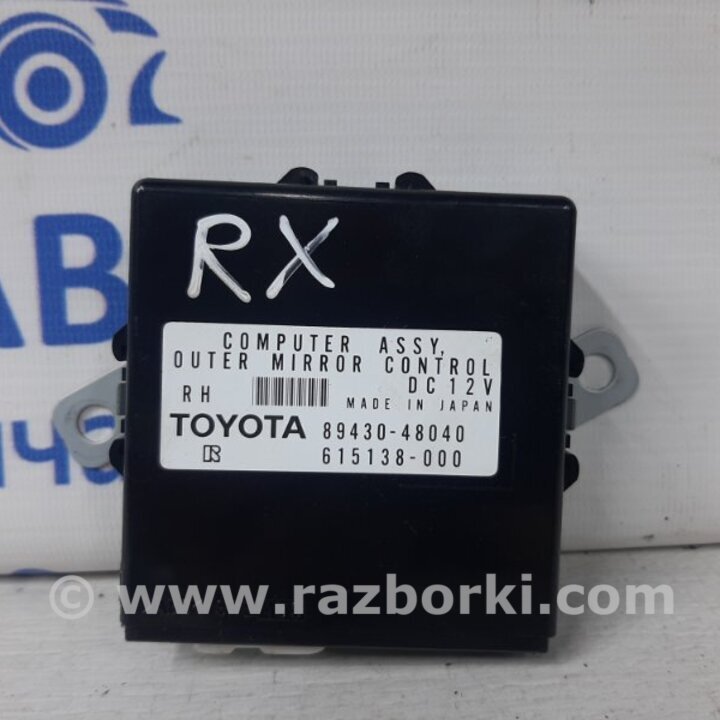 RX
COMPUTER ASSY,
OUTER MIRROR CONTROL
DC12V
RH
MADE IN JAPAN
TOYOTA 89430-48040
R 615138-000
© www.razborki.com